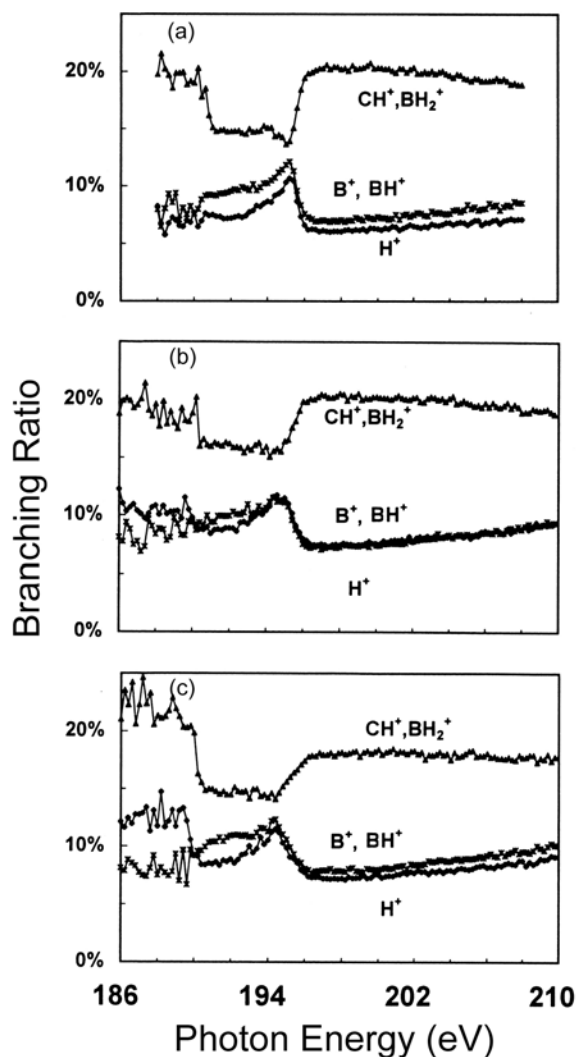 (a)
20%
CH⁺,BH₂⁺
10%
B⁺, BH⁺
H⁺
0%
(b)
20%
CH⁺,BH₂⁺
10%
B⁺, BH⁺
H⁺
0%
(c)
20%
CH⁺,BH₂⁺
10%
B⁺, BH⁺
H⁺
0%
Branching Ratio
186 194 202 210
Photon Energy (eV)